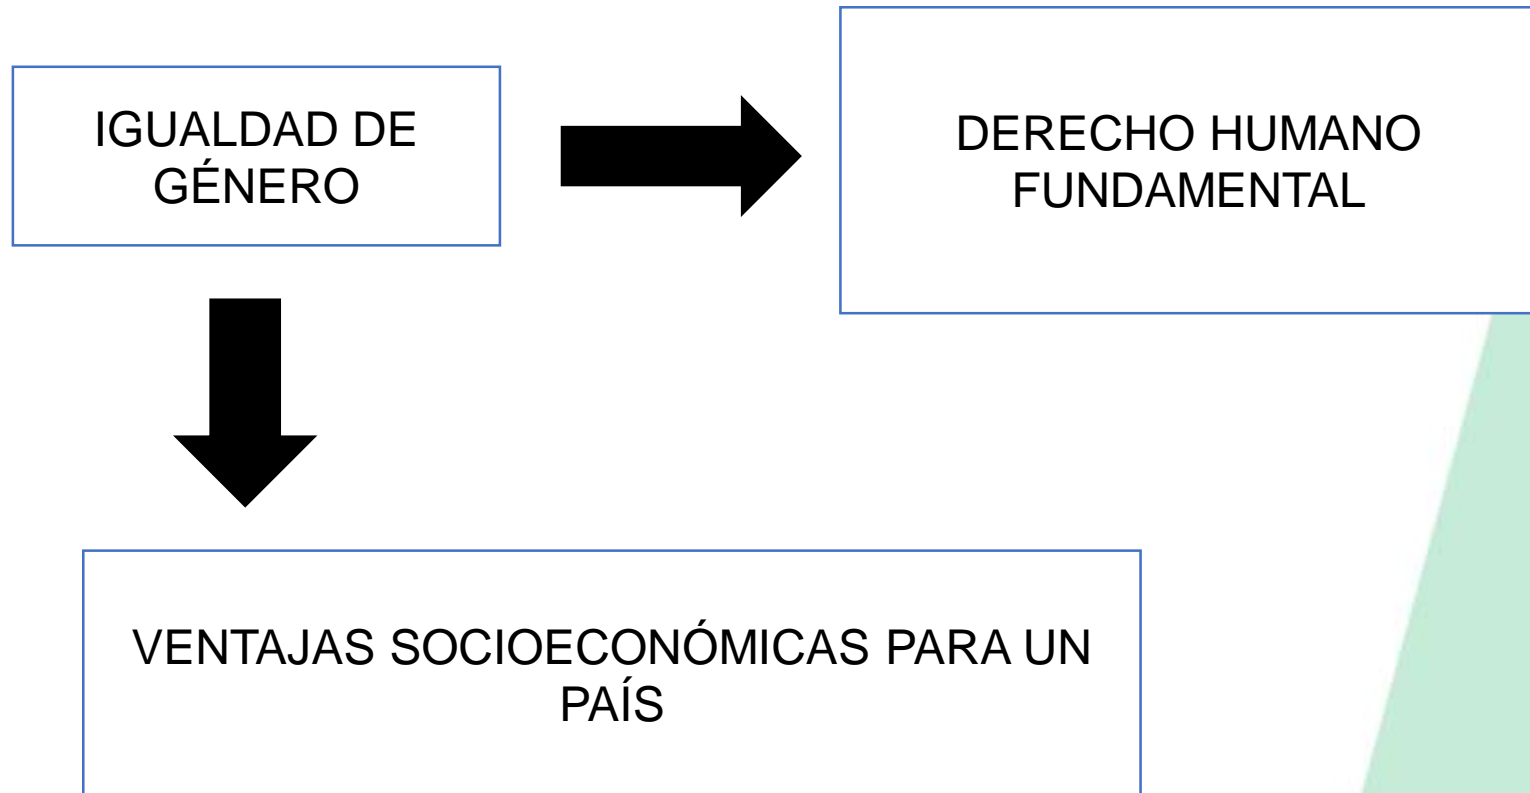 IGUALDAD DE
GÉNERO
DERECHO HUMANO
FUNDAMENTAL
VENTAJAS SOCIOECONÓMICAS PARA UN
PAÍS